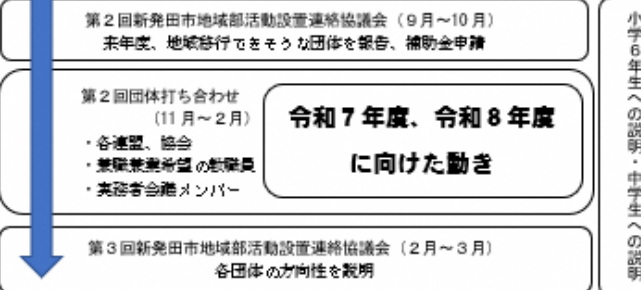 第２回新発田市地域部活動設置連絡協議会（９月～10月）
来年度、地域移行できそうな団体を報告、補助金申請
第２回団体打ち合わせ
（11月～２月）
・各連盟、協会
・兼職兼業希望の教職員
・実務者会議メンバー
令和７年度、令和８年度
に向けた動き
第３回新発田市地域部活動設置連絡協議会（２月～３月）
各団体の方向性を説明
小学６年生への説明・中学生への説明